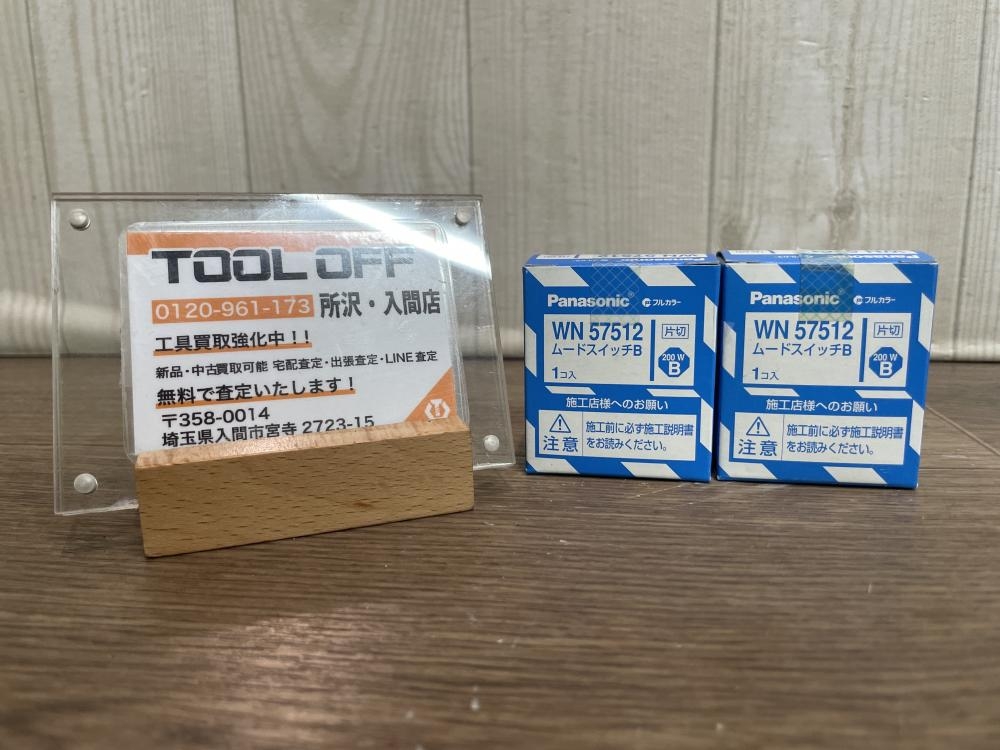 TOOL OFF
0120-961-173 所沢・入間店
工具買取強化中！！
新品・中古買取可能 宅配査定・出張査定・LINE査定
無料で査定いたします！
〒358-0014
埼玉県入間市宮寺 2723-15
Panasonic フルカラー
WN 57512 片切
ムードスイッチB
200W
B
1コ入
施工店様へのお願い
注意
施工前に必ず施工説明書
をお読みください。
Panasonic フルカラー
WN 57512 片切
ムードスイッチB
200W
B
1コ入
施工店様へのお願い
注意
施工前に必ず施工説明書
をお読みください。